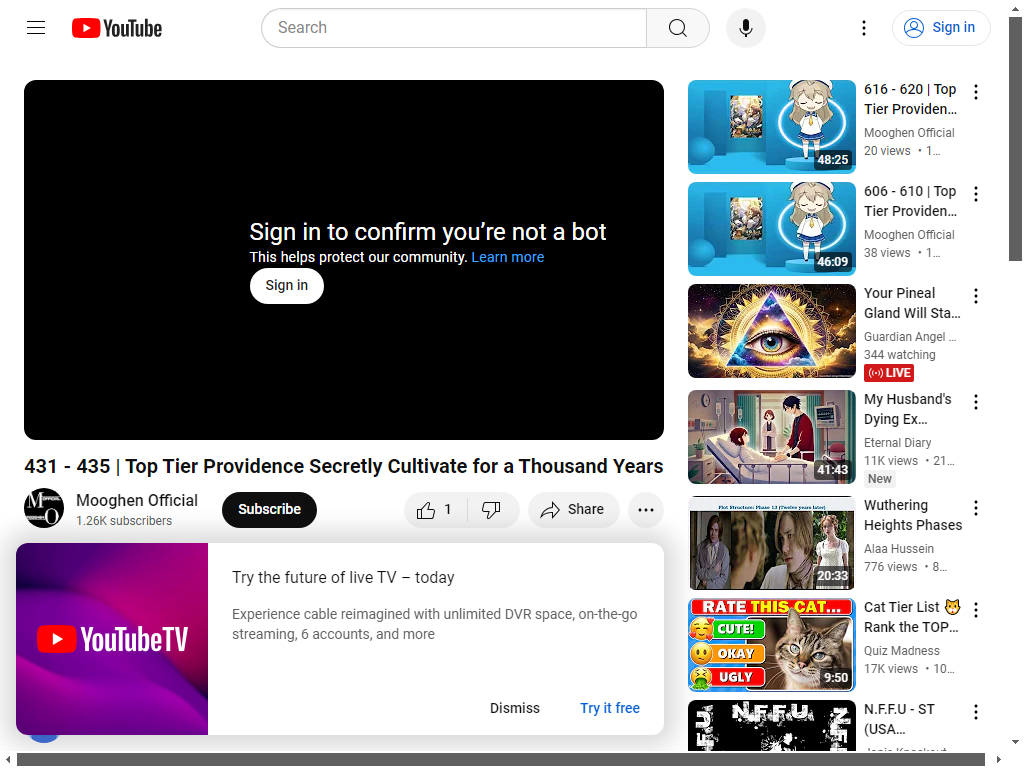 YouTube
Search
Sign in
Sign in to confirm you’re not a bot
This helps protect our community. Learn more
Sign in
431 - 435 | Top Tier Providence Secretly Cultivate for a Thousand Years
Mooghen Official
1.26K subscribers
Subscribe
1
Share
YouTubeTV
Try the future of live TV – today
Experience cable reimagined with unlimited DVR space, on-the-go
streaming, 6 accounts, and more
Dismiss
Try it free
48:25
616 - 620 | Top
Tier Providen…
Mooghen Official
20 views • 1…
46:09
606 - 610 | Top
Tier Providen…
Mooghen Official
38 views • 1…
Your Pineal
Gland Will Sta…
Guardian Angel …
344 watching
LIVE
41:43
My Husband's
Dying Ex…
Eternal Diary
11K views • 21…
New
Plot Structure: Phase 13 (Twelve years later)
20:33
Wuthering
Heights Phases
Alaa Hussein
776 views • 8…
RATE THIS CAT...
CUTE!
OKAY
UGLY
9:50
Cat Tier List 🐱
Rank the TOP…
Quiz Madness
17K views • 10…
N.F.F.U.
N.F.F.U - ST
(USA…